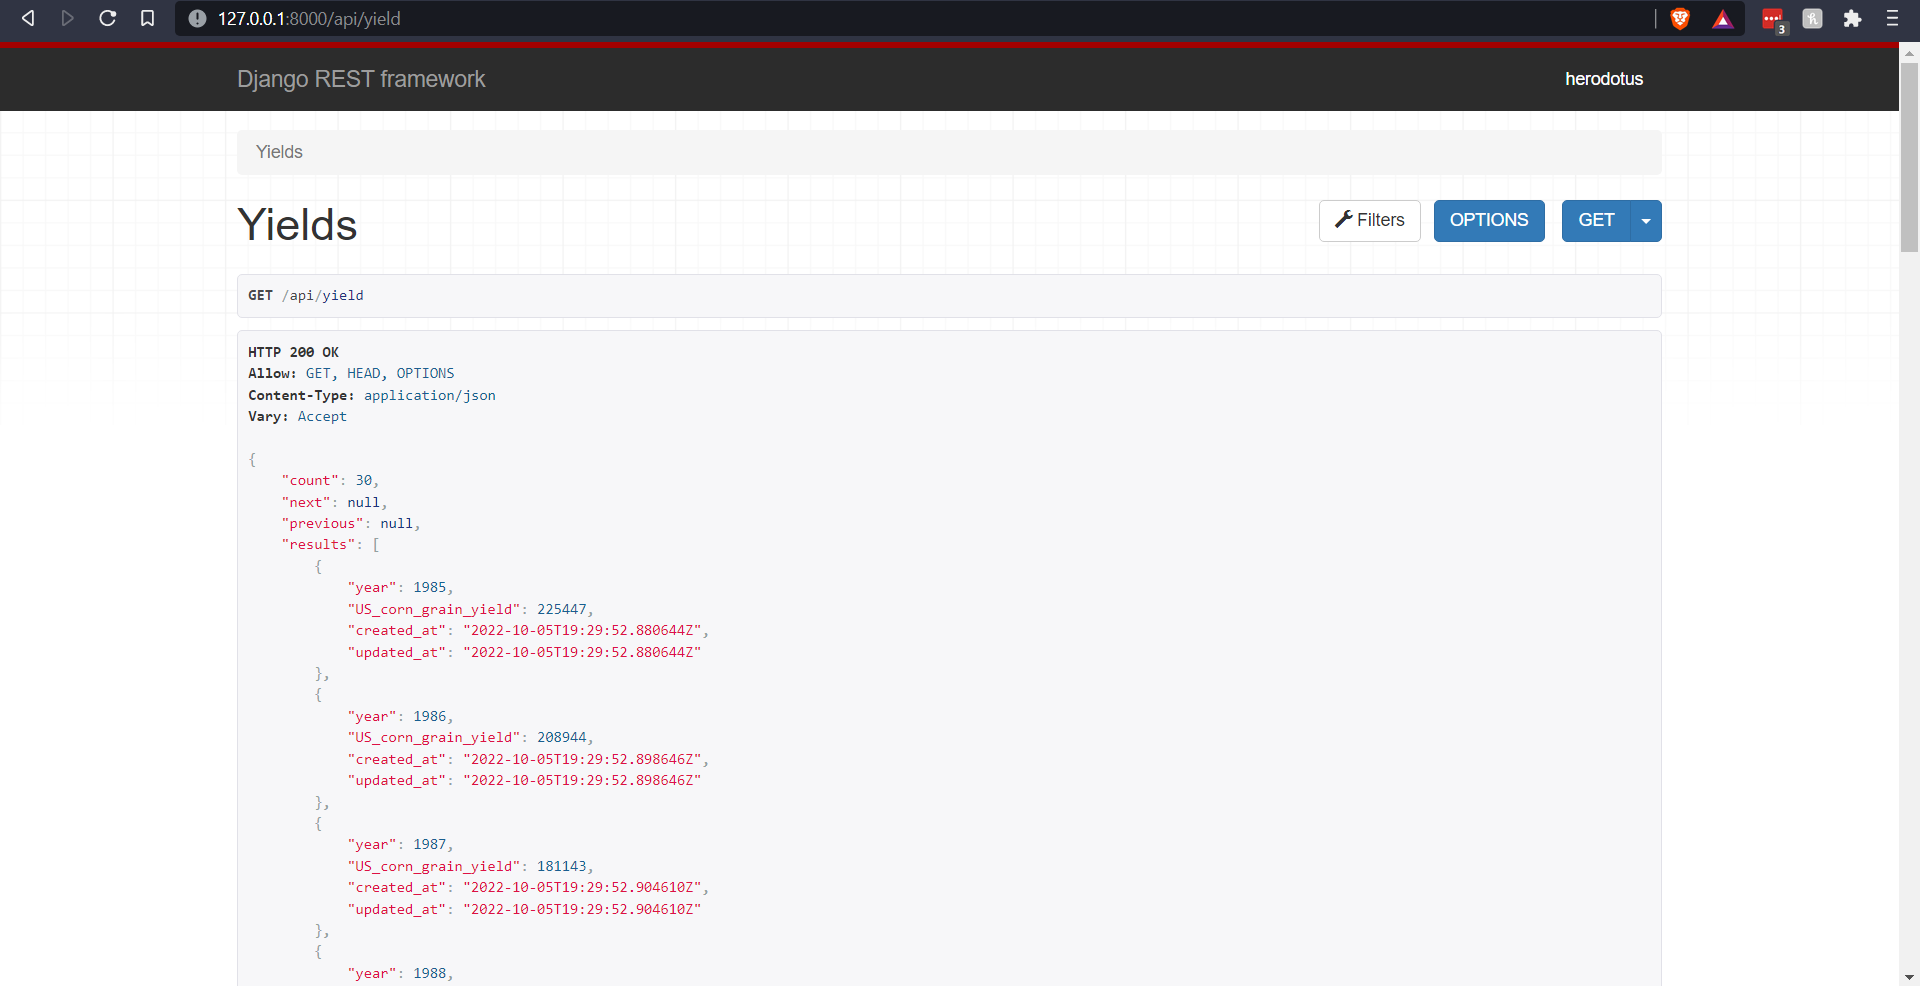 127.0.0.1:8000/api/yield
3
Django REST framework
herodotus
Yields
Yields
Filters
OPTIONS
GET
GET /api/yield
HTTP 200 OK
Allow: GET, HEAD, OPTIONS
Content-Type: application/json
Vary: Accept
{
"count": 30,
"next": null,
"previous": null,
"results": [
{
"year": 1985,
"US_corn_grain_yield": 225447,
"created_at": "2022-10-05T19:29:52.880644Z",
"updated_at": "2022-10-05T19:29:52.880644Z"
},
{
"year": 1986,
"US_corn_grain_yield": 208944,
"created_at": "2022-10-05T19:29:52.898646Z",
"updated_at": "2022-10-05T19:29:52.898646Z"
},
{
"year": 1987,
"US_corn_grain_yield": 181143,
"created_at": "2022-10-05T19:29:52.904610Z",
"updated_at": "2022-10-05T19:29:52.904610Z"
},
{
"year": 1988,